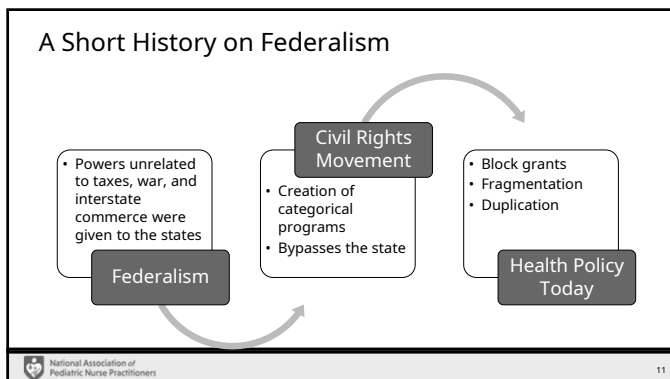 A Short History on Federalism
• Powers unrelated
to taxes, war, and
interstate
commerce were
given to the states
Federalism
Civil Rights
Movement
• Creation of
categorical
programs
• Bypasses the state
• Block grants
• Fragmentation
• Duplication
Health Policy
Today
National Association of
Pediatric Nurse Practitioners
11